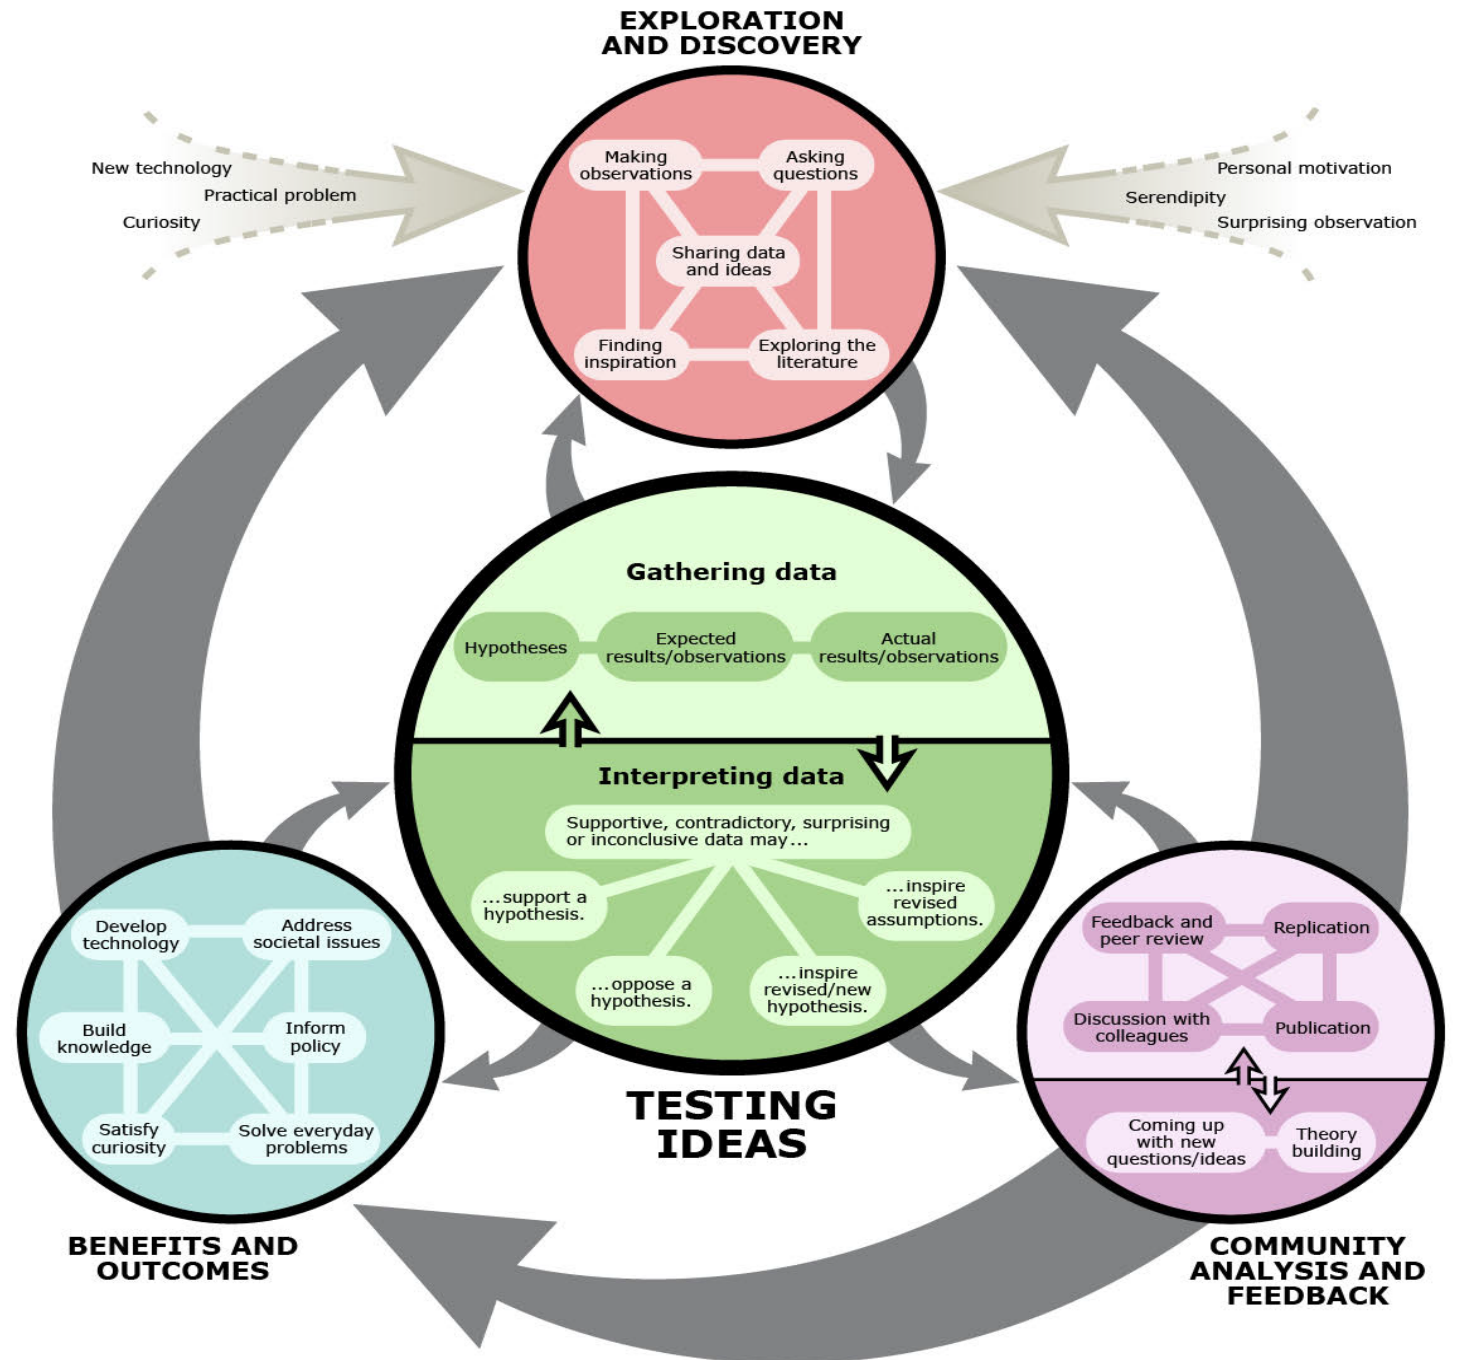 EXPLORATION
AND DISCOVERY
New technology
Practical problem
Curiosity
Personal motivation
Serendipity
Surprising observation
Making
observations
Asking
questions
Sharing data
and ideas
Finding
inspiration
Exploring the
literature
Gathering data
Hypotheses
Expected
results/observations
Actual
results/observations
Interpreting data
Supportive, contradictory, surprising
or inconclusive data may...
...support a
hypothesis.
...oppose a
hypothesis.
...inspire
revised/new
hypothesis.
...inspire
revised
assumptions.
TESTING
IDEAS
Develop
technology
Address
societal issues
Build
knowledge
Inform
policy
Satisfy
curiosity
Solve everyday
problems
BENEFITS AND
OUTCOMES
Feedback and
peer review
Replication
Discussion with
colleagues
Publication
Coming up
with new
questions/ideas
Theory
building
COMMUNITY
ANALYSIS AND
FEEDBACK